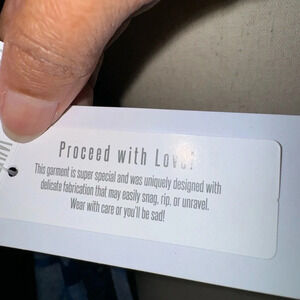 Proceed with Love!
This garment is super special and was uniquely designed with
delicate fabrication that may easily snag, rip, or unravel.
Wear with care or you'll be sad!